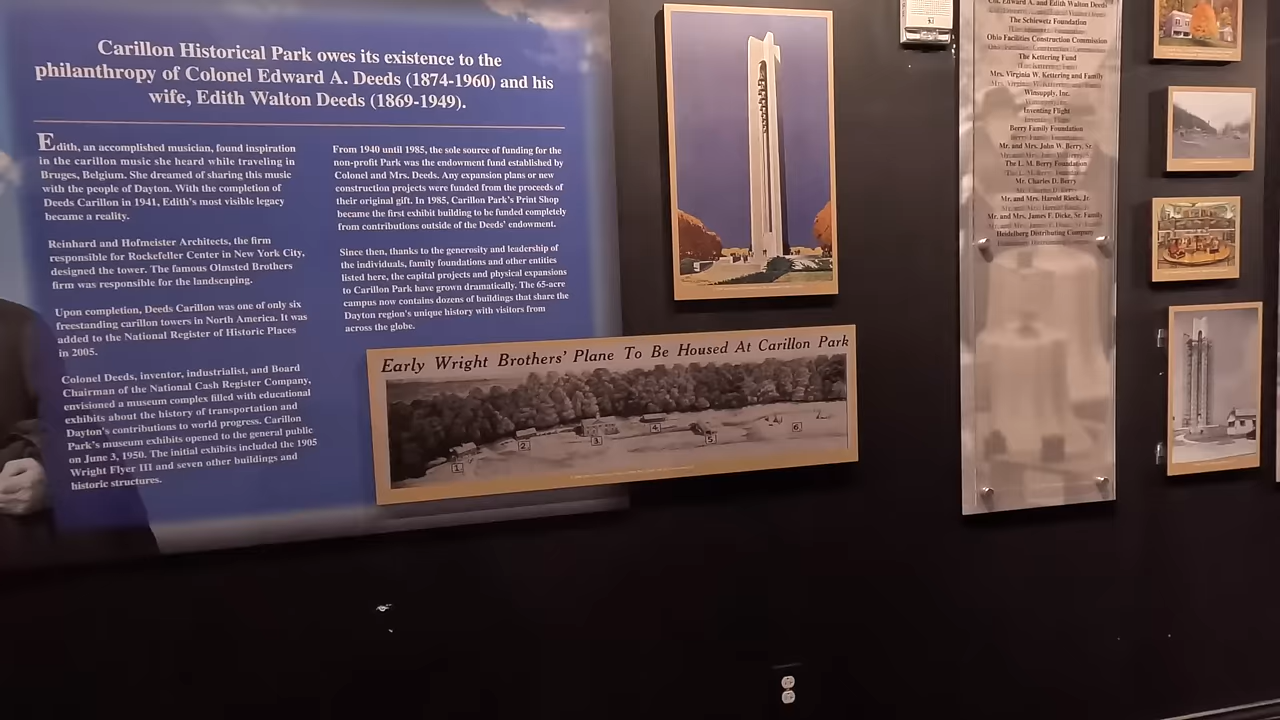 Carillon Historical Park owes its existence to the
philanthropy of Colonel Edward A. Deeds (1874-1960) and his
wife, Edith Walton Deeds (1869-1949).
Edith, an accomplished musician, found inspiration
in the carillon music she heard while traveling in
Bruges, Belgium. She dreamed of sharing this music
with the people of Dayton. With the completion of
Deeds Carillon in 1941, Edith's most visible legacy
became a reality.
Reinhard and Hofmeister Architects, the firm
responsible for Rockefeller Center in New York City,
designed the tower. The famous Olmsted Brothers
firm was responsible for the landscaping.
Upon completion, Deeds Carillon was one of only six
freestanding carillon towers in North America. It was
added to the National Register of Historic Places
in 2005.
Colonel Deeds, inventor, industrialist, and Board
Chairman of the National Cash Register Company,
envisioned a museum complex filled with educational
exhibits about the history of transportation and
Dayton's contributions to world progress. Carillon
Park's museum exhibits opened to the general public
on June 3, 1950. The initial exhibits included the 1905
Wright Flyer III and seven other buildings and
historic structures.
From 1940 until 1985, the sole source of funding for the
non-profit Park was the endowment fund established by
Colonel and Mrs. Deeds. Any expansion plans or new
construction projects were funded from the proceeds of
their original gift. In 1985, Carillon Park's Print Shop
became the first exhibit building to be funded completely
from contributions outside of the Deeds' endowment.
Since then, thanks to the generosity and leadership of
the individuals, family foundations and other entities
listed here, the capital projects and physical expansions
to Carillon Park have grown dramatically. The 65-acre
campus now contains dozens of buildings that share the
Dayton region's unique history with visitors from
across the globe.
Early Wright Brothers' Plane To Be Housed At Carillon Park
1
2
3
4
5
6
Col. Edward A. and Edith Walton Deeds
The Schiewetz Foundation
Ohio Facilities Construction Commission
The Kettering Fund
Mrs. Virginia W. Kettering and Family
Winsupply, Inc.
Inventing Flight
Berry Family Foundation
Mr. and Mrs. John W. Berry, Sr.
The L. M. Berry Foundation
Mr. Charles D. Berry
Mr. and Mrs. Harold Rieck, Jr.
Mr. and Mrs. James F. Dicke, Sr. Family
Heidelberg Distributing Company